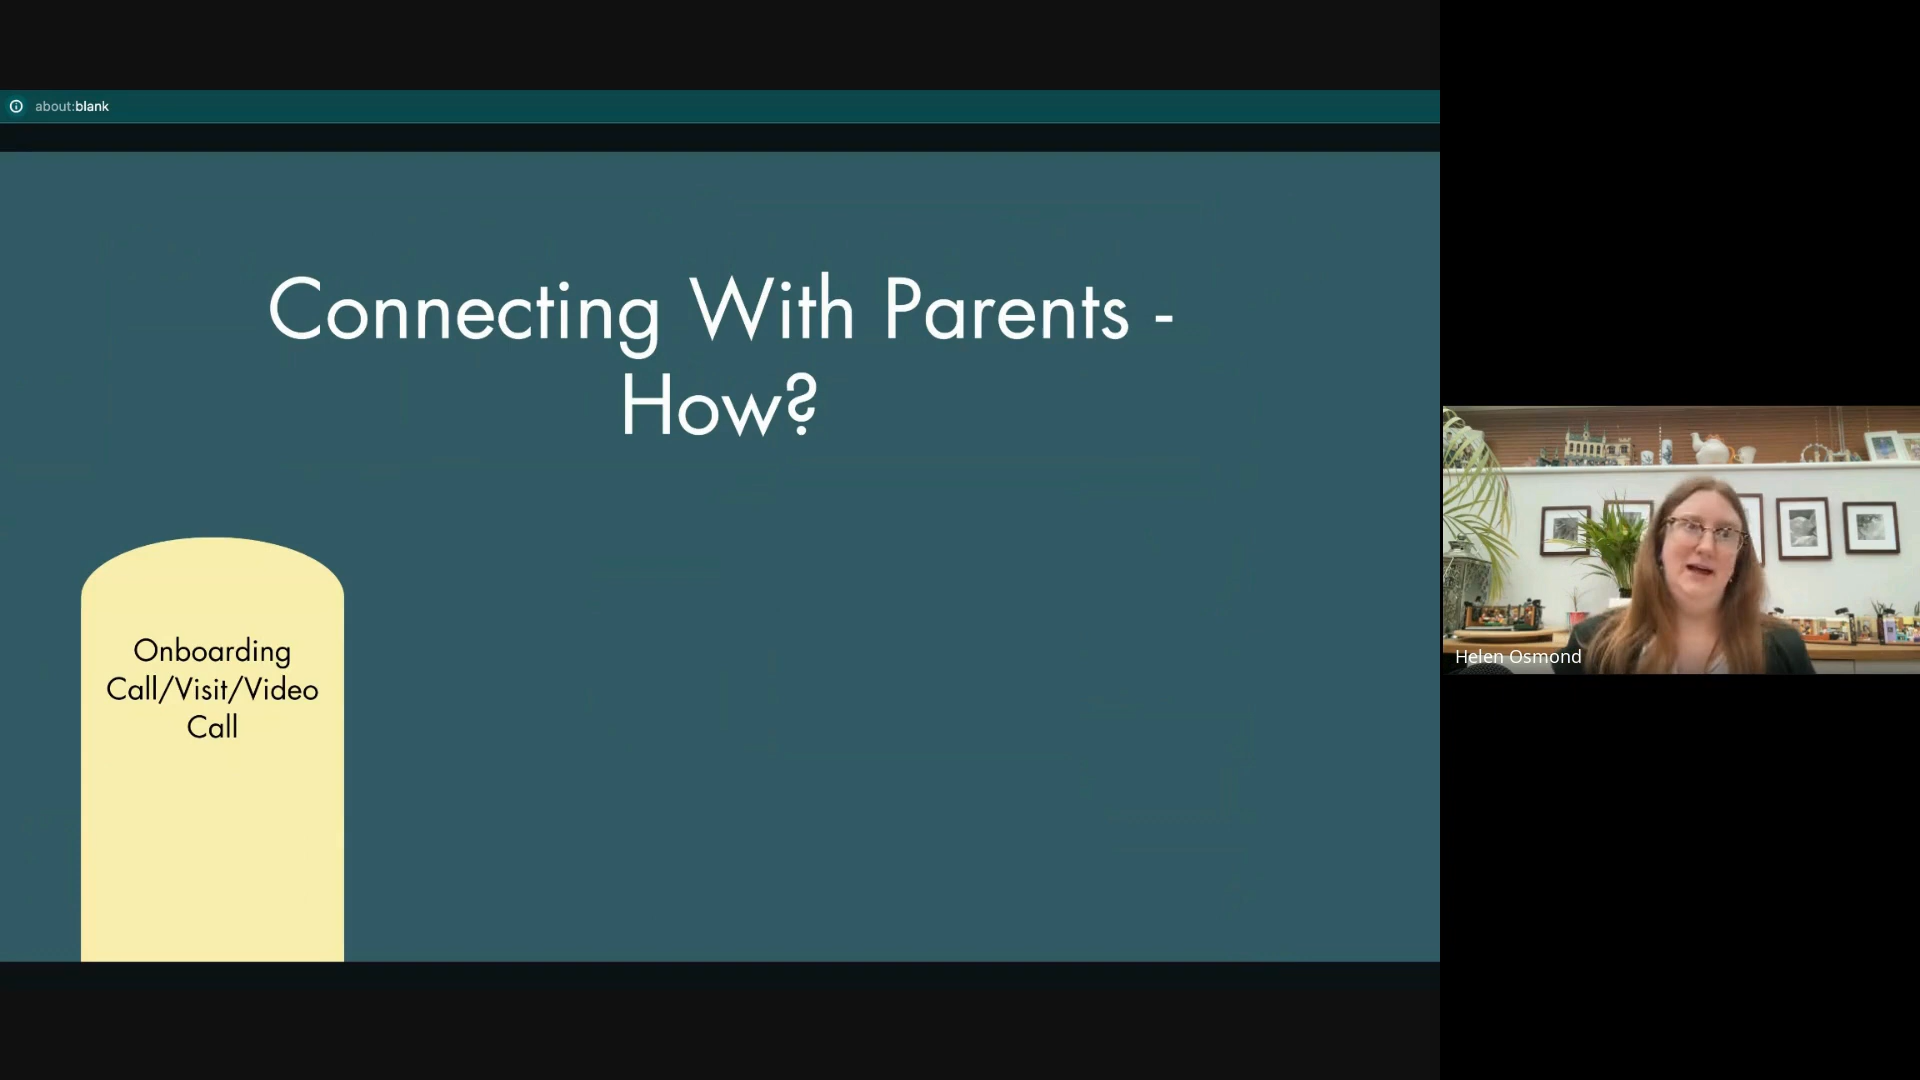 about:blank
Connecting With Parents -
How?
Onboarding
Call/Visit/Video
Call
Helen Osmond